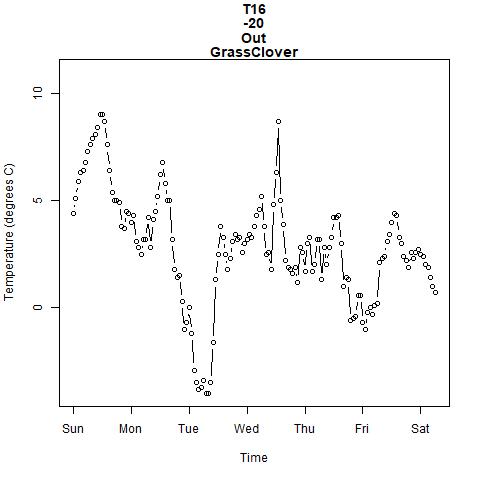 T16
-20
Out
GrassClover
10
5
0
Temperature (degrees C)
Sun Mon Tue Wed Thu Fri Sat
Time